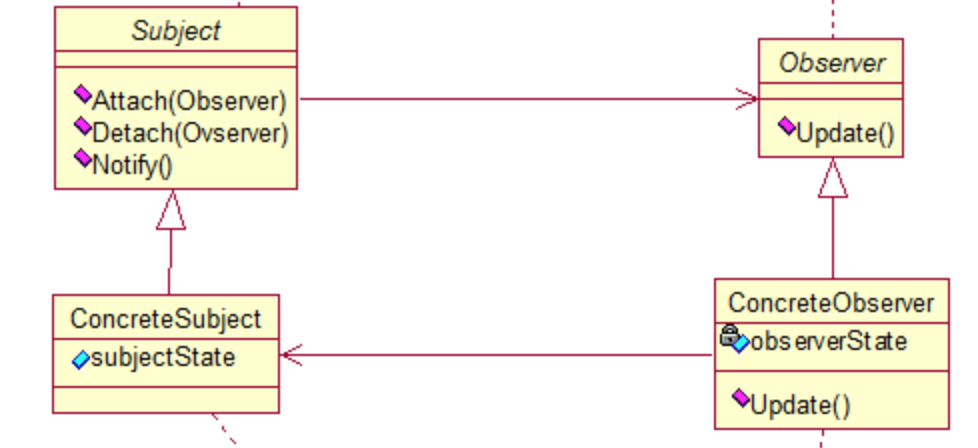 Subject
Attach(Observer)
Detach(Ovserver)
Notify()
Observer
Update()
ConcreteSubject
subjectState
ConcreteObserver
observerState
Update()